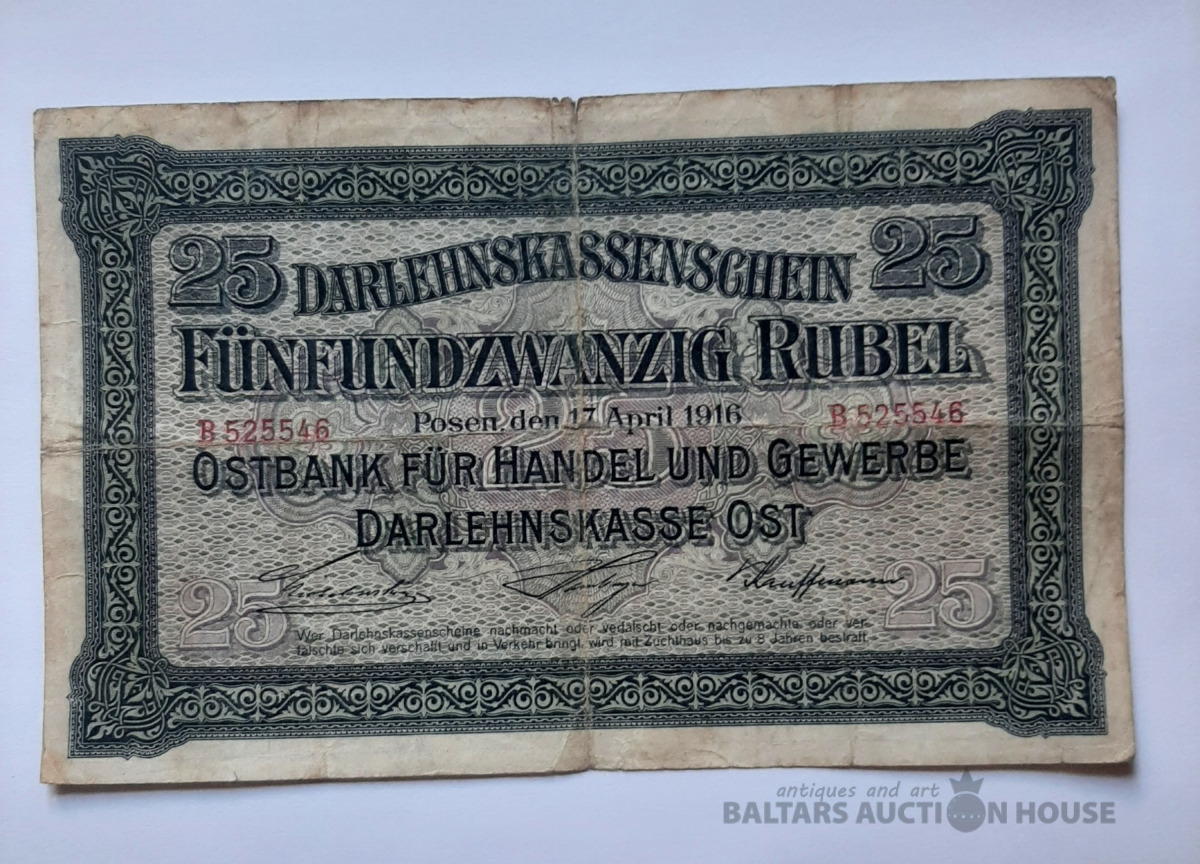 25 DARLEHNSKASSENSCHEIN 25
FÜNFUNDZWANZIG RUBEL
Posen, den 17 April 1916
B 525546 B 525546
OSTBANK FÜR HANDEL UND GEWERBE
DARLEHNSKASSE OST
25 25
Wer Darlehnskassenscheine nachmacht oder vedalscht oder nachgemachte oder ver-
falschte sich verschafft und in Verkehr bringt, wird mit Zuchthaus bis zu 8 Jahren bestraft.
antiques and art
BALTARS AUCTION HOUSE